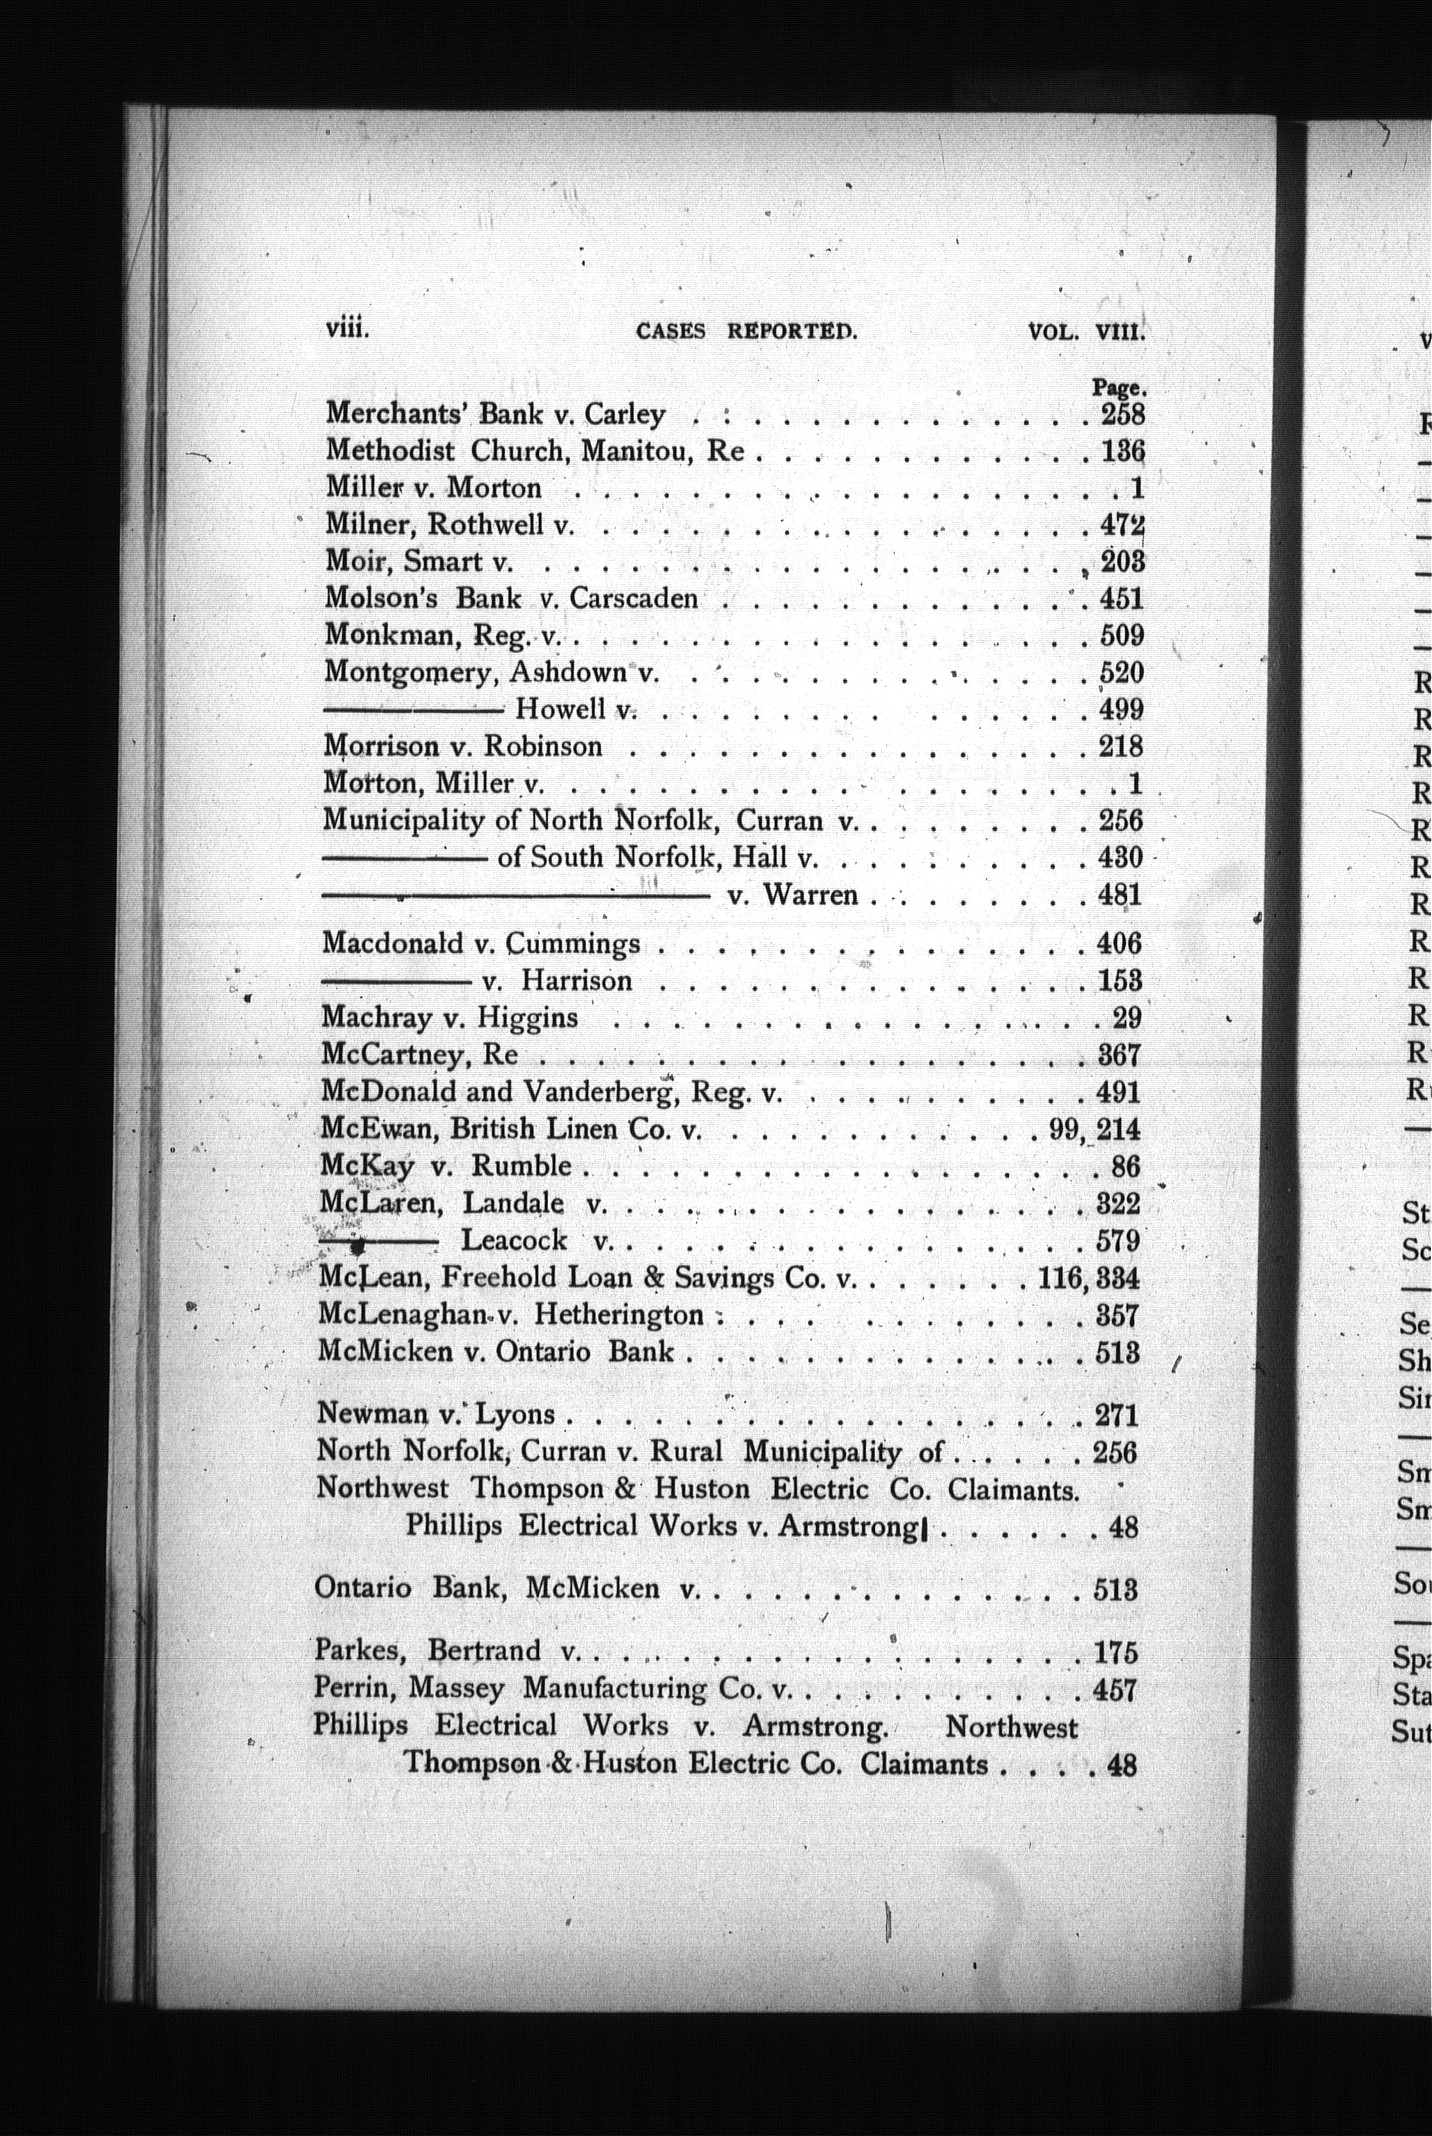 viii. CASES REPORTED. VOL. VIII.
Page.
Merchants' Bank v. Carley . . . . . . . . . . . . . . 258
Methodist Church, Manitou, Re . . . . . . . . . . . . 136
Miller v. Morton . . . . . . . . . . . . . . . . . . . 1
Milner, Rothwell v. . . . . . . . . . . . . . . . . . 472
Moir, Smart v. . . . . . . . . . . . . . . . . . . . 203
Molson's Bank v. Carscaden . . . . . . . . . . . . . 451
Monkman, Reg. v. . . . . . . . . . . . . . . . . . . 509
Montgomery, Ashdown v. . . . . . . . . . . . . . . . 520
——— Howell v. . . . . . . . . . . . . . . . 499
Morrison v. Robinson . . . . . . . . . . . . . . . . 218
Morton, Miller v. . . . . . . . . . . . . . . . . . . . 1
Municipality of North Norfolk, Curran v. . . . . . . . . 256
——— of South Norfolk, Hall v. . . . . . . . . . 430
——— v. Warren . . . . . . . . 481
Macdonald v. Cummings . . . . . . . . . . . . . . . 406
——— v. Harrison . . . . . . . . . . . . . . . 153
Machray v. Higgins . . . . . . . . . . . . . . . . . 29
McCartney, Re . . . . . . . . . . . . . . . . . . . 367
McDonald and Vanderberg, Reg. v. . . . . . . . . . . 491
McEwan, British Linen Co. v. . . . . . . . . . . . 99, 214
McKay v. Rumble . . . . . . . . . . . . . . . . . . 86
McLaren, Landale v. . . . . . . . . . . . . . . . . 322
——— Leacock v. . . . . . . . . . . . . . . . . 579
McLean, Freehold Loan & Savings Co. v. . . . . . . 116, 334
McLenaghan v. Hetherington . . . . . . . . . . . . 357
McMicken v. Ontario Bank . . . . . . . . . . . . . . 513
Newman v. Lyons . . . . . . . . . . . . . . . . . . 271
North Norfolk, Curran v. Rural Municipality of . . . . . 256
Northwest Thompson & Huston Electric Co. Claimants.
Phillips Electrical Works v. Armstrong . . . . . . 48
Ontario Bank, McMicken v. . . . . . . . . . . . . . 513
Parkes, Bertrand v. . . . . . . . . . . . . . . . . . 175
Perrin, Massey Manufacturing Co. v. . . . . . . . . . . 457
Phillips Electrical Works v. Armstrong. Northwest
Thompson & Huston Electric Co. Claimants . . . . 48